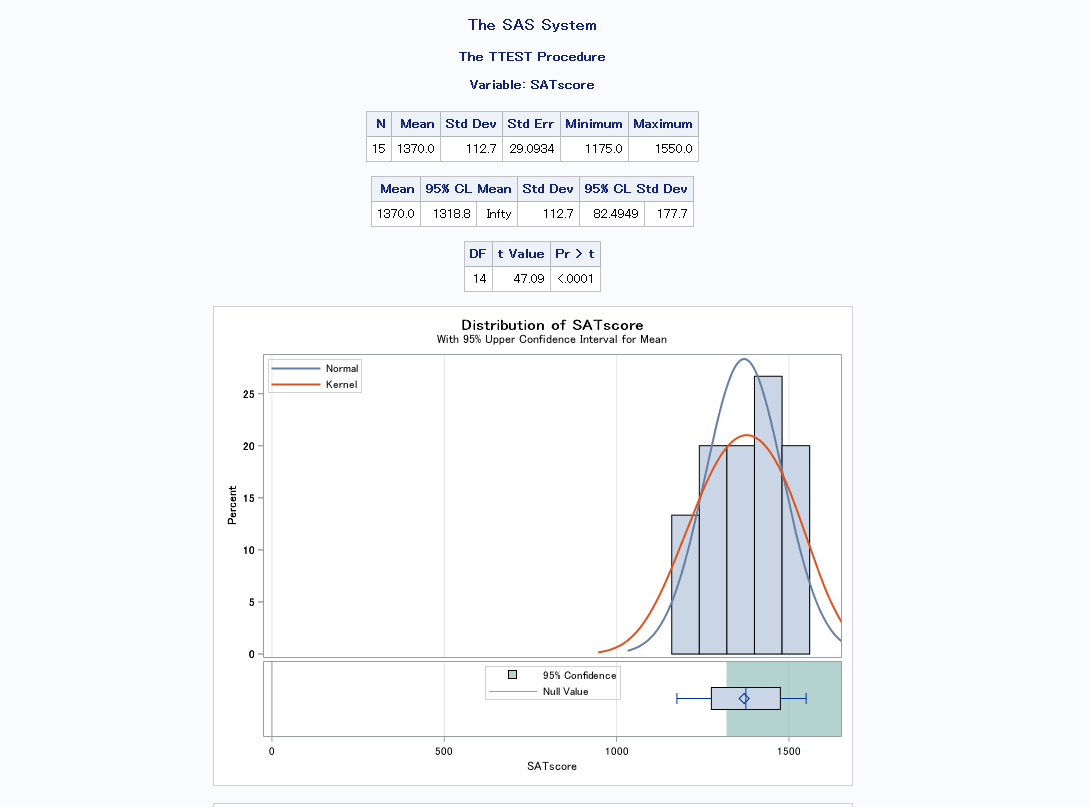 The SAS System
The TTEST Procedure
Variable: SATscore
N Mean Std Dev Std Err Minimum Maximum
15 1370.0 112.7 29.0934 1175.0 1550.0
Mean 95% CL Mean Std Dev 95% CL Std Dev
1370.0 1318.8 Infty 112.7 82.4949 177.7
DF t Value Pr > t
14 47.09 <.0001
Distribution of SATscore
With 95% Upper Confidence Interval for Mean
Normal
Kernel
25
20
15
10
5
0
Percent
95% Confidence
Null Value
0 500 1000 1500
SATscore